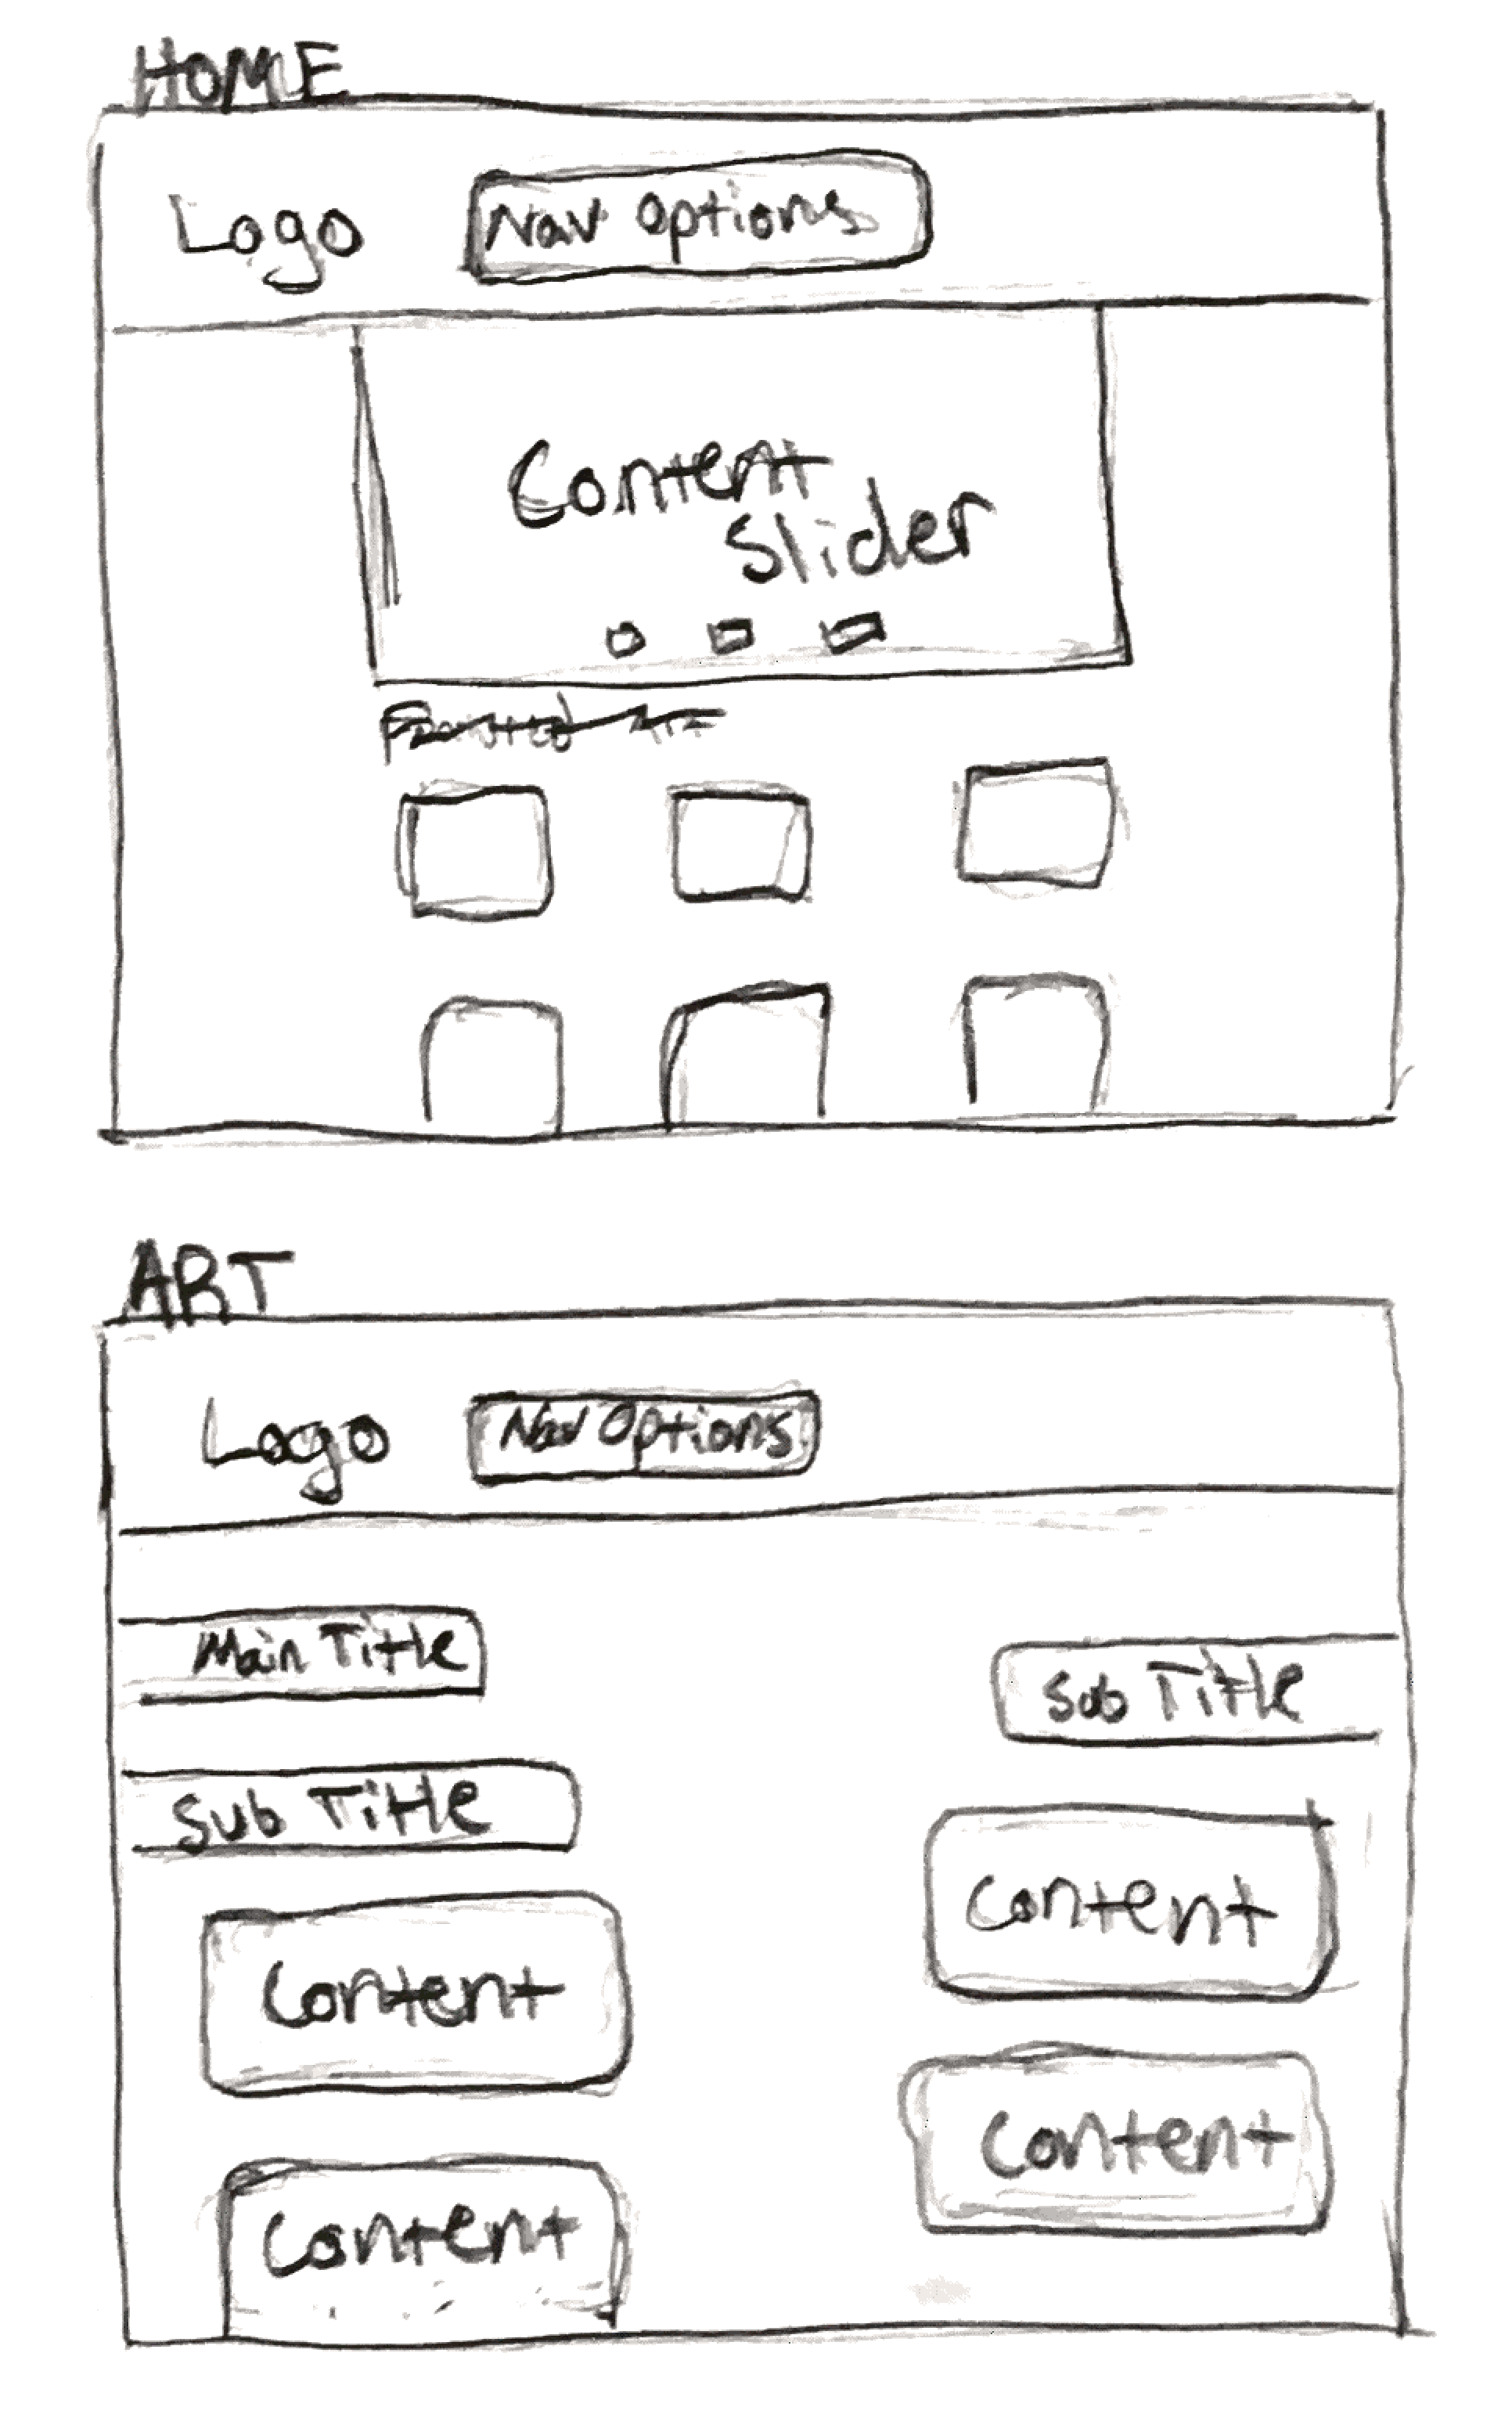 HOME
Logo
Nav Options
Content
Slider
ART
Logo
Nav Options
Main Title
Sub Title
Sub Title
Content
Content
Content
Content